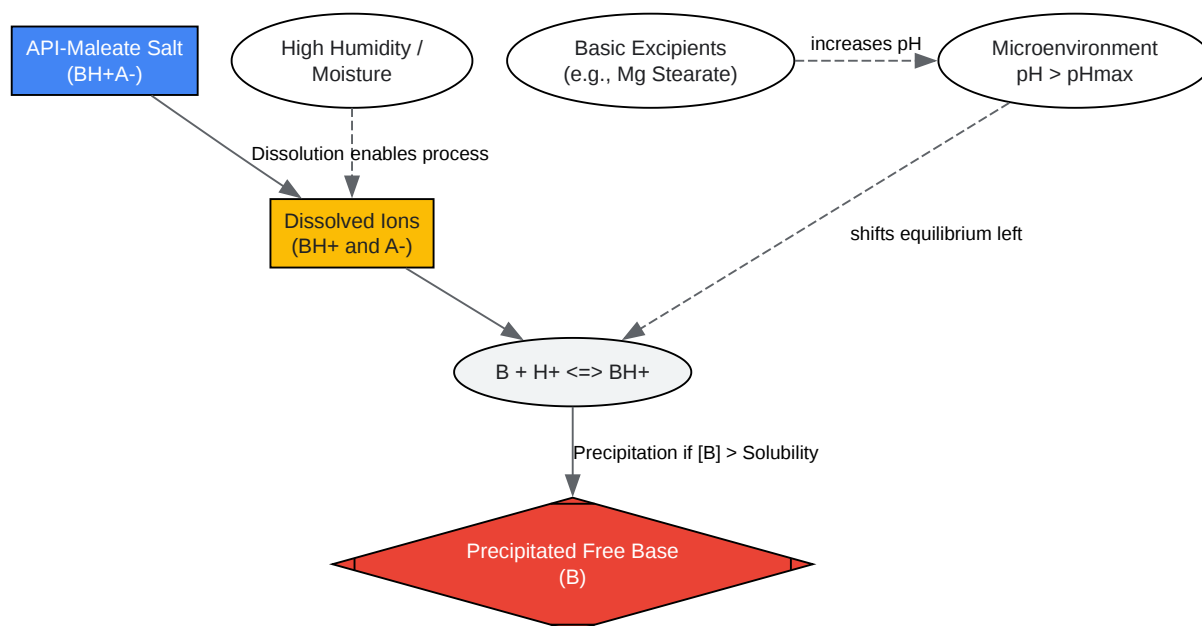 API-Maleate Salt
(BH+A-)
High Humidity /
Moisture
Basic Excipients
(e.g., Mg Stearate)
increases pH
Microenvironment
pH > pHmax
Dissolution enables process
Dissolved Ions
(BH+ and A-)
shifts equilibrium left
B + H+ <=> BH+
Precipitation if [B] > Solubility
Precipitated Free Base
(B)